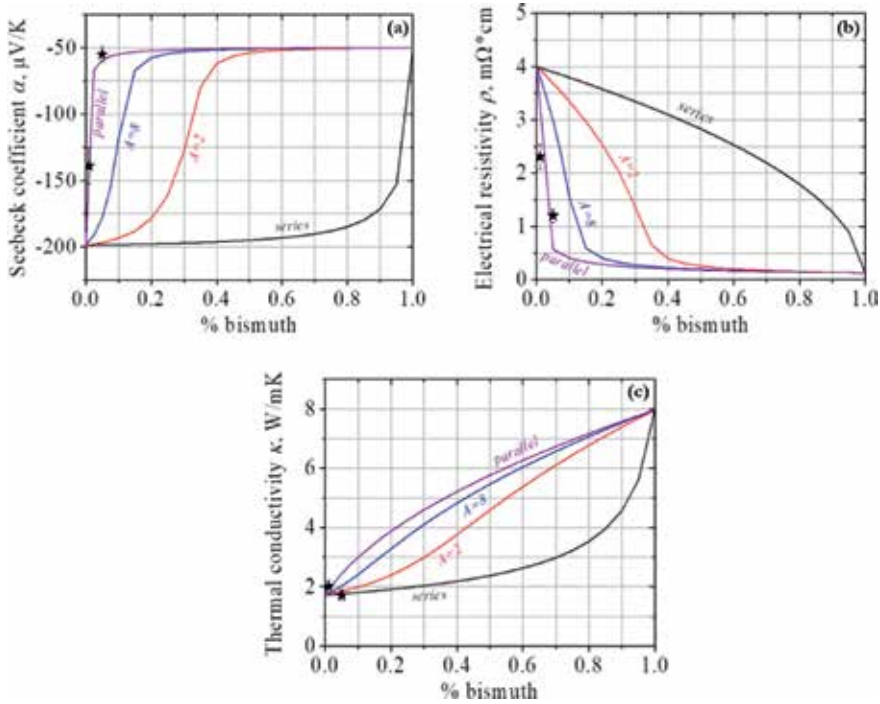 (a)
Seebeck coefficient α, μV/K
-50
-100
-150
-200
parallel
A=8
A=2
series
0.0 0.2 0.4 0.6 0.8 1.0
% bismuth
(b)
Electrical resistivity ρ, mΩ*cm
5
4
3
2
1
0
series
A=2
A=8
parallel
0.0 0.2 0.4 0.6 0.8 1.0
% bismuth
(c)
Thermal conductivity κ, W/mK
8
6
4
2
0
parallel
A=8
A=2
series
0.0 0.2 0.4 0.6 0.8 1.0
% bismuth